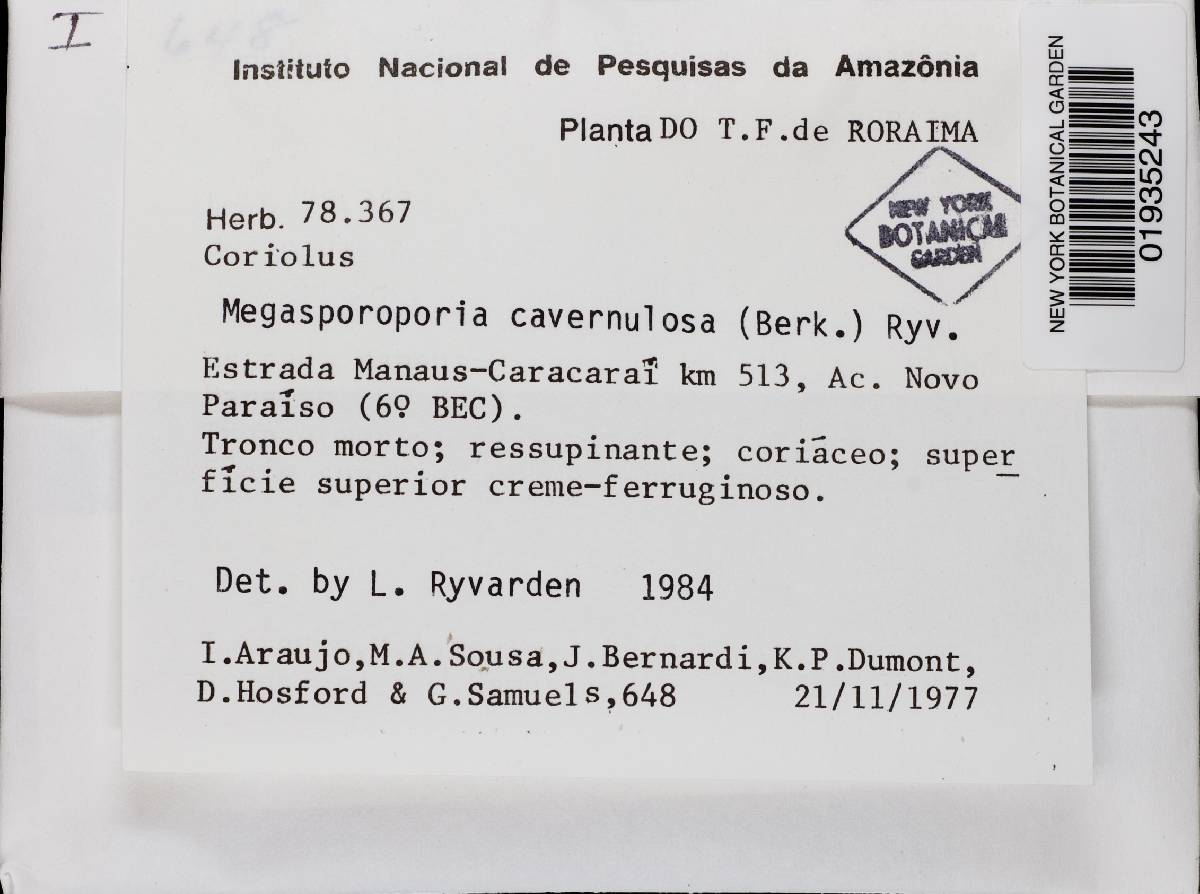 I
648
Instituto Nacional de Pesquisas da Amazônia
Planta DO T.F.de RORAIMA
Herb. 78.367
Coriolus
NEW YORK
BOTANICAL
GARDEN
Megasporoporia cavernulosa (Berk.) Ryv.
Estrada Manaus-Caracaraí km 513, Ac. Novo
Paraíso (6º BEC).
Tronco morto; ressupinante; coriáceo; super
fície superior creme-ferruginoso.
Det. by L. Ryvarden 1984
I.Araujo,M.A.Sousa,J.Bernardi,K.P.Dumont,
D.Hosford & G.Samuels,648 21/11/1977
NEW YORK BOTANICAL GARDEN
01935243